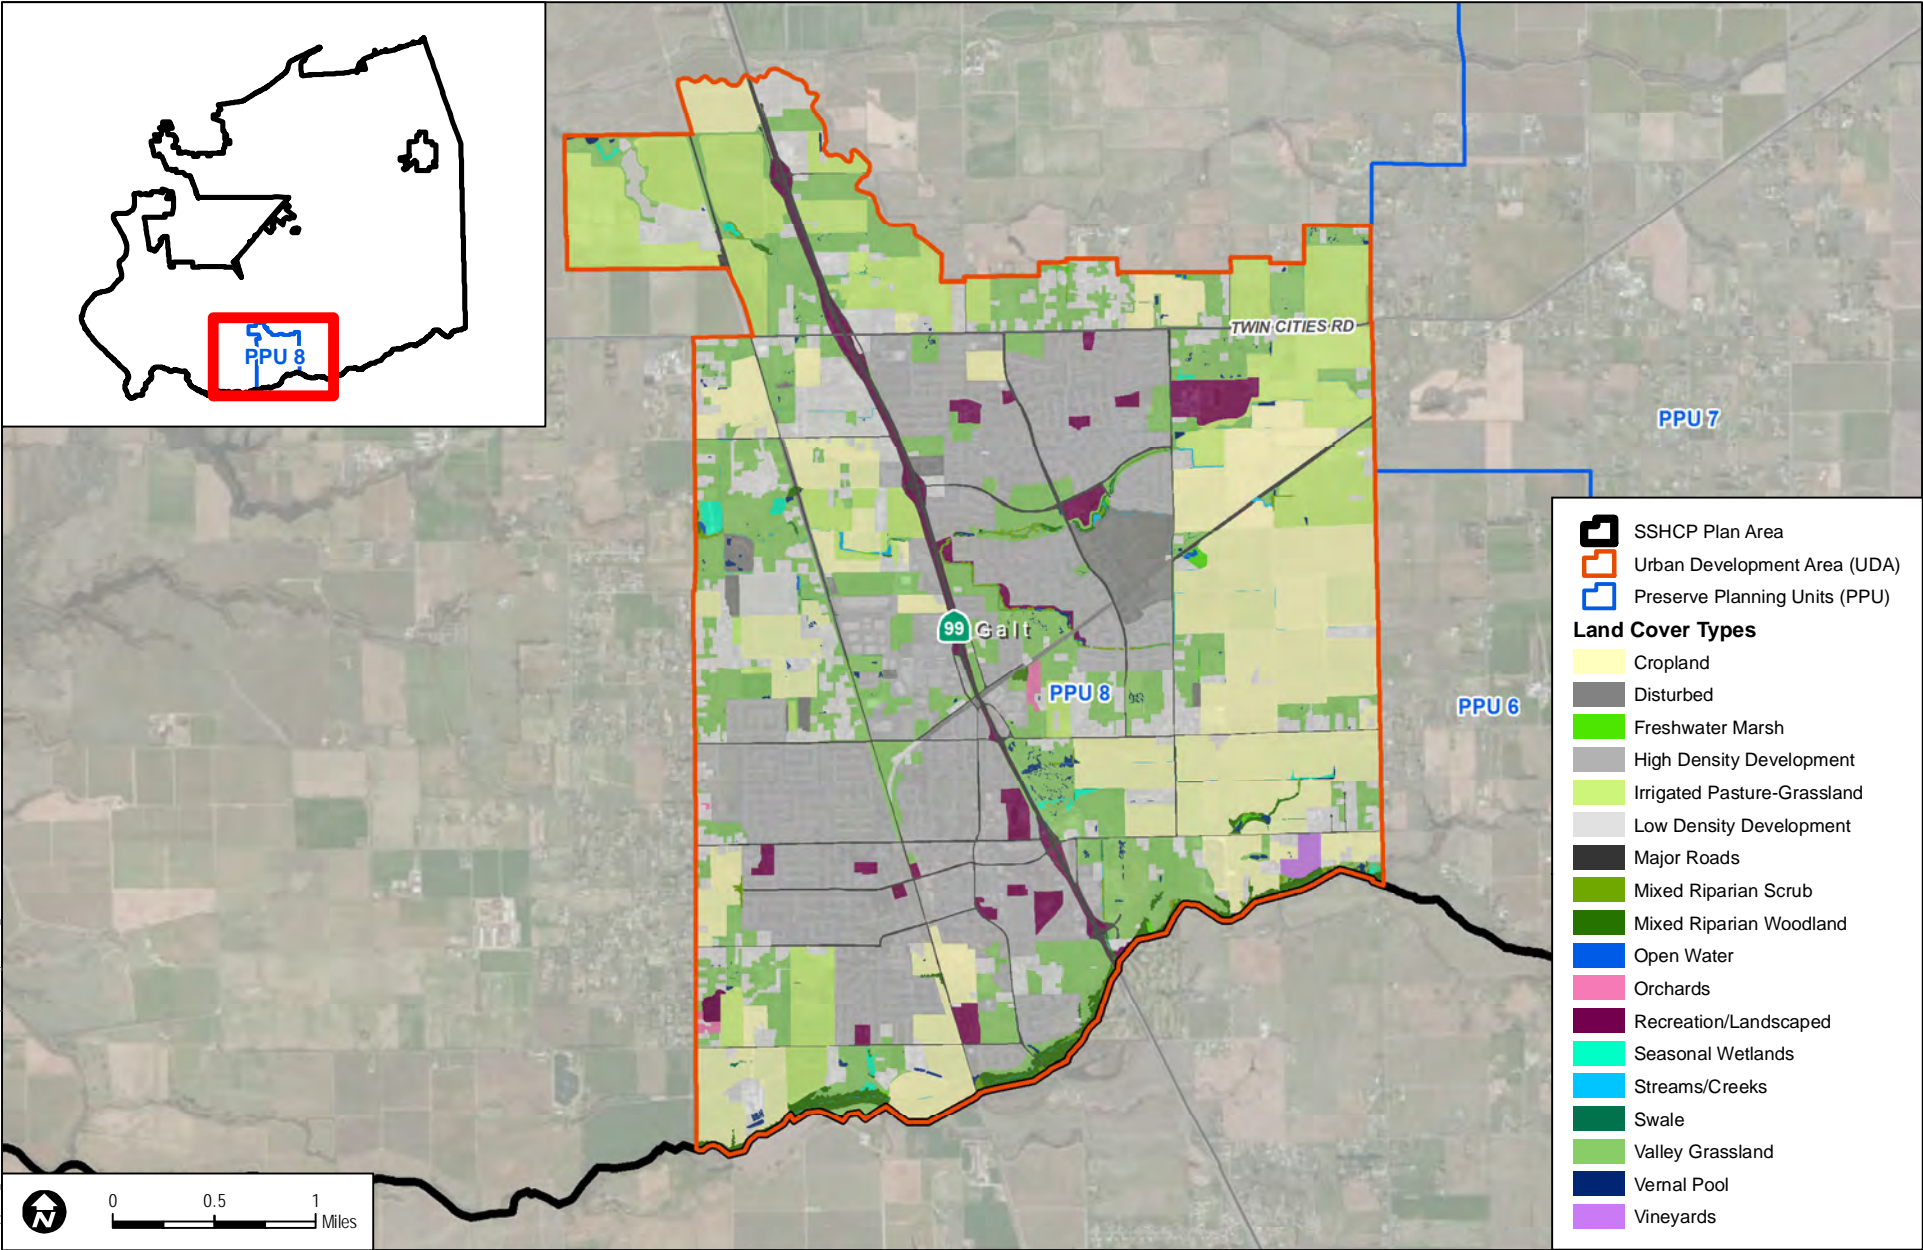 PPU 8
TWIN CITIES RD
PPU 7
99 Galt
PPU 8
PPU 6
SSHCP Plan Area
Urban Development Area (UDA)
Preserve Planning Units (PPU)
Land Cover Types
Cropland
Disturbed
Freshwater Marsh
High Density Development
Irrigated Pasture-Grassland
Low Density Development
Major Roads
Mixed Riparian Scrub
Mixed Riparian Woodland
Open Water
Orchards
Recreation/Landscaped
Seasonal Wetlands
Streams/Creeks
Swale
Valley Grassland
Vernal Pool
Vineyards
N
0 0.5 1
Miles